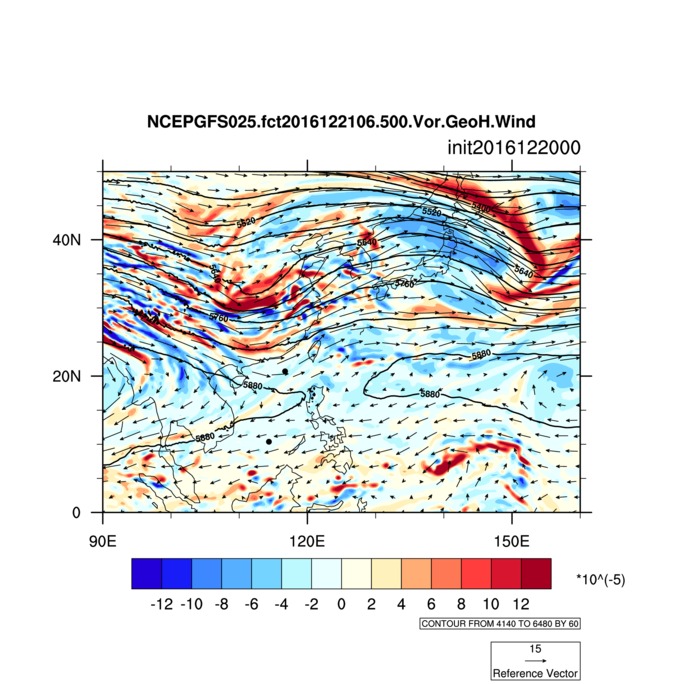 NCEPGFS025.fct2016122106.500.Vor.GeoH.Wind
init2016122000
5400
5520
5520
5640
5640
5760
5760
5880
5880
5880
5880
40N
20N
0
90E 120E 150E
-12 -10 -8 -6 -4 -2 0 2 4 6 8 10 12
*10^(-5)
CONTOUR FROM 4140 TO 6480 BY 60
15
Reference Vector